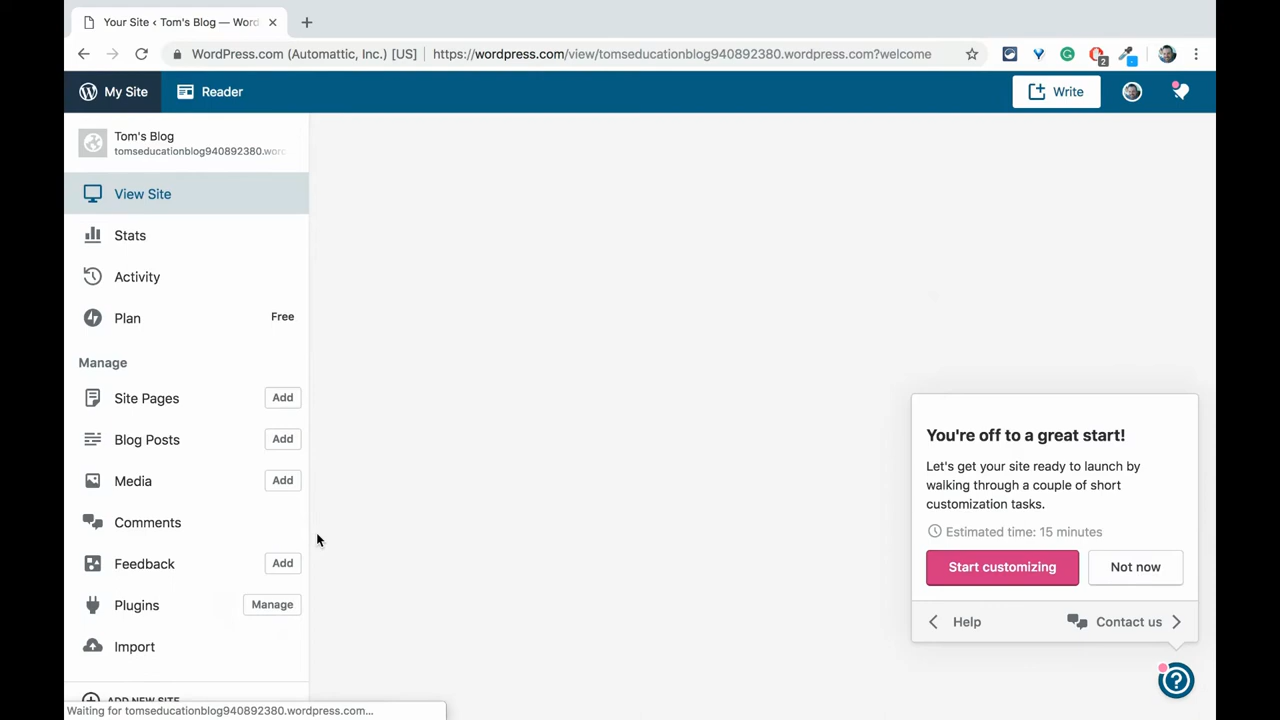 Your Site ‹ Tom's Blog — Word
WordPress.com (Automattic, Inc.) [US] https://wordpress.com/view/tomseducationblog940892380.wordpress.com?welcome
2
My Site Reader Write
Tom's Blog
tomseducationblog940892380.worc
View Site
Stats
Activity
Plan Free
Manage
Site Pages Add
Blog Posts Add
Media Add
Comments
Feedback Add
Plugins Manage
Import
ADD NEW SITE
Waiting for tomseducationblog940892380.wordpress.com...
You're off to a great start!
Let's get your site ready to launch by
walking through a couple of short
customization tasks.
Estimated time: 15 minutes
Start customizing Not now
Help Contact us